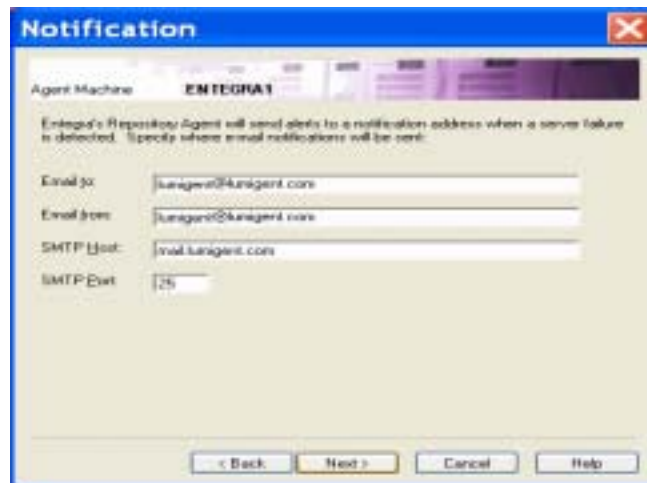 Notification
Agent Machine ENTEGRA1
Entegra's Repository Agent will send alerts to a notification address when a server failure
is detected. Specify where e-mail notifications will be sent:
Email to: lumigent@lumigent.com
Email from: lumigent@lumigent.com
SMTP Host: mail.lumigent.com
SMTP Port: 25
< Back Next > Cancel Help